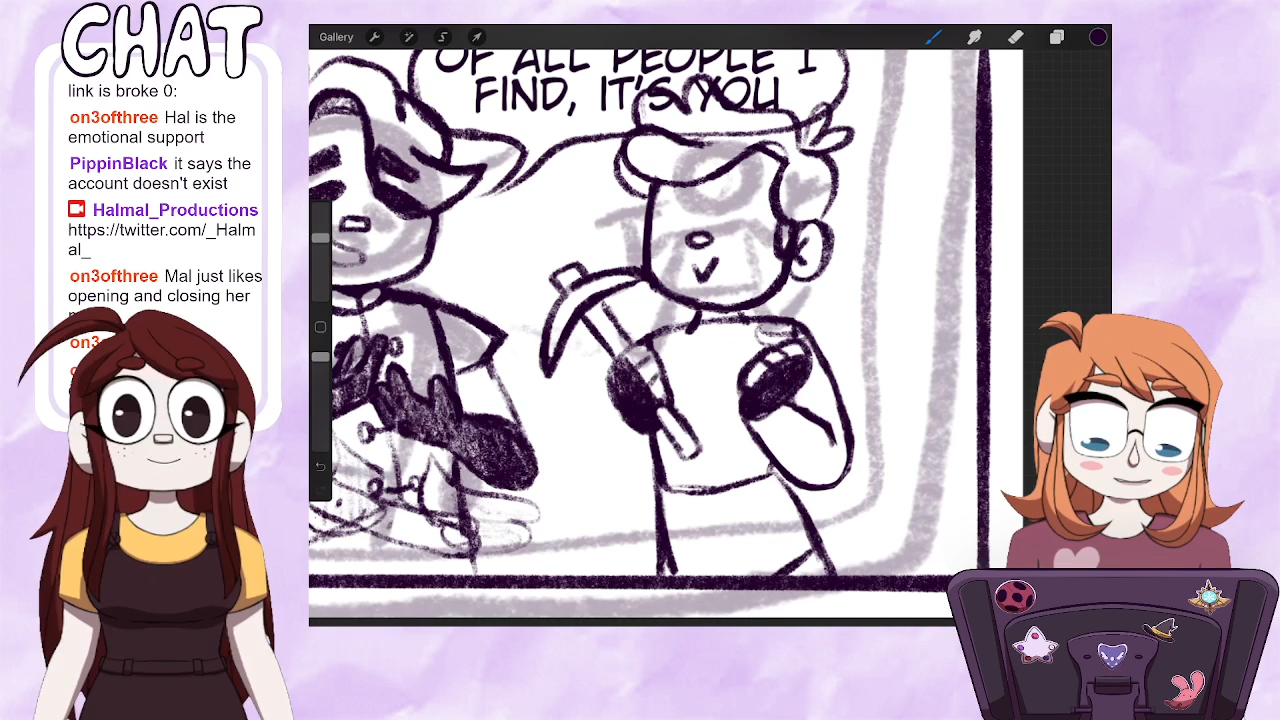 CHAT
link is broke 0:
on3ofthree Hal is the
emotional support
PippinBlack it says the
account doesn't exist
Halmal_Productions
https://twitter.com/_Halm
al_
on3ofthree Mal just likes
opening and closing her
on3
Gallery
OF ALL PEOPLE I
FIND, IT'S YOU